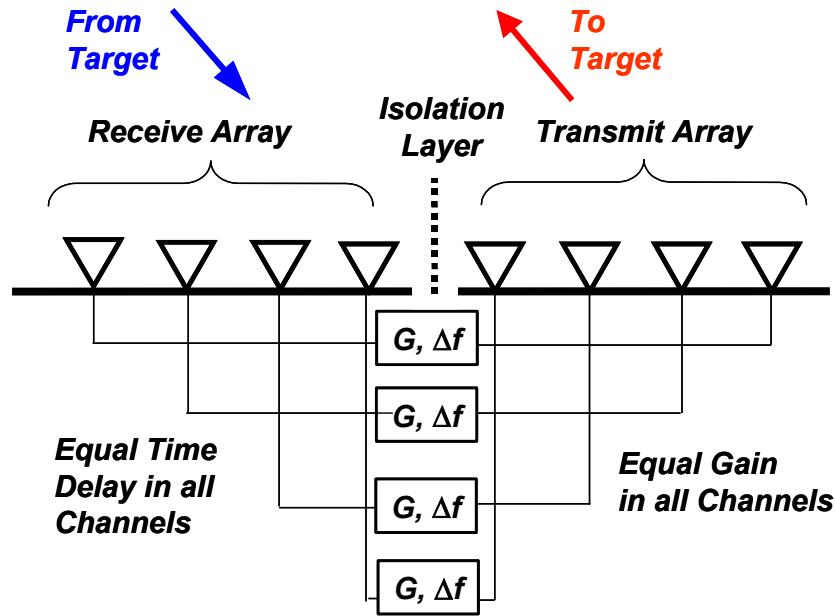 From
Target
To
Target
Receive Array
Isolation
Layer
Transmit Array
G, Δf
G, Δf
G, Δf
G, Δf
Equal Time
Delay in all
Channels
Equal Gain
in all Channels